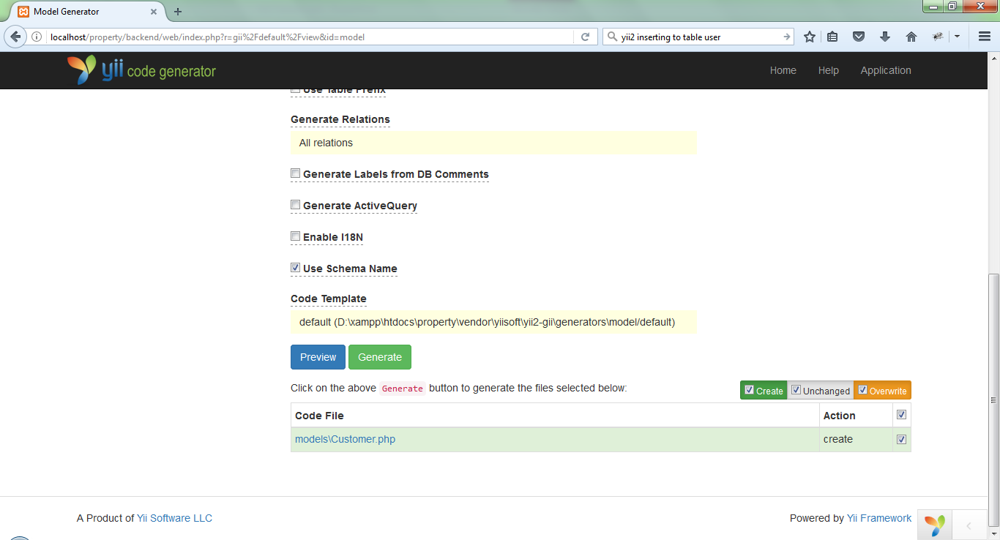 Model Generator
localhost/property/backend/web/index.php?r=gii%2Fdefault%2Fview&id=model
yii2 inserting to table user
yii code generator
Home Help Application
Use Table Prefix
Generate Relations
All relations
Generate Labels from DB Comments
Generate ActiveQuery
Enable I18N
Use Schema Name
Code Template
default (D:\xampp\htdocs\property\vendor\yiisoft\yii2-gii\generators\model/default)
Preview Generate
Click on the above Generate button to generate the files selected below:
Create Unchanged Overwrite
Code File Action
models\Customer.php create
A Product of Yii Software LLC
Powered by Yii Framework